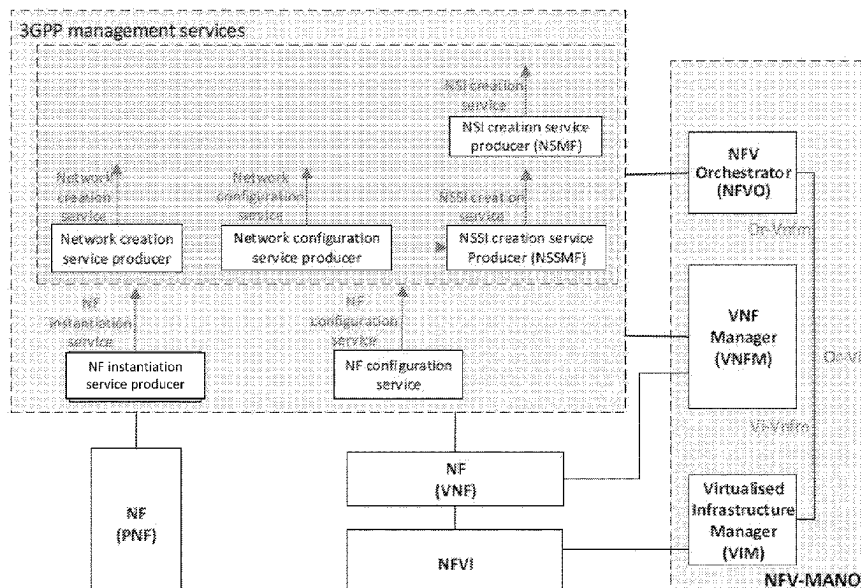 3GPP management services
NSI creation
service
NSI creation service
producer (NSMF)
Network
creation
service
Network
configuration
service
NSSI creation
service
Network creation
service producer
Network configuration
service producer
NSSI creation service
Producer (NSSMF)
NF
instantiation
service
NF
configuration
service
NF instantiation
service producer
NF configuration
service
NF
(PNF)
NF
(VNF)
NFVI
NFV
Orchestrator
(NFVO)
Or-Vnfm
VNF
Manager
(VNFM)
Or-Vi
Vi-Vnfm
Virtualised
Infrastructure
Manager
(VIM)
NFV-MANO